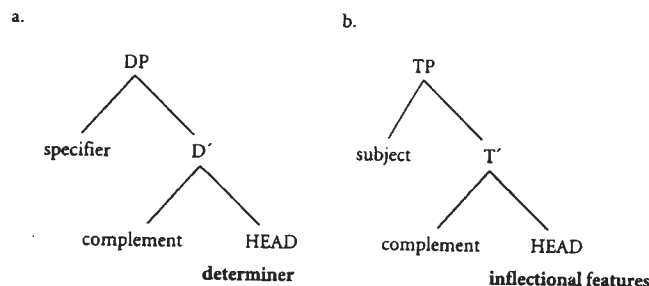 a.
b.
DP
TP
specifier
D´
subject
T´
complement
HEAD
complement
HEAD
determiner
inflectional features